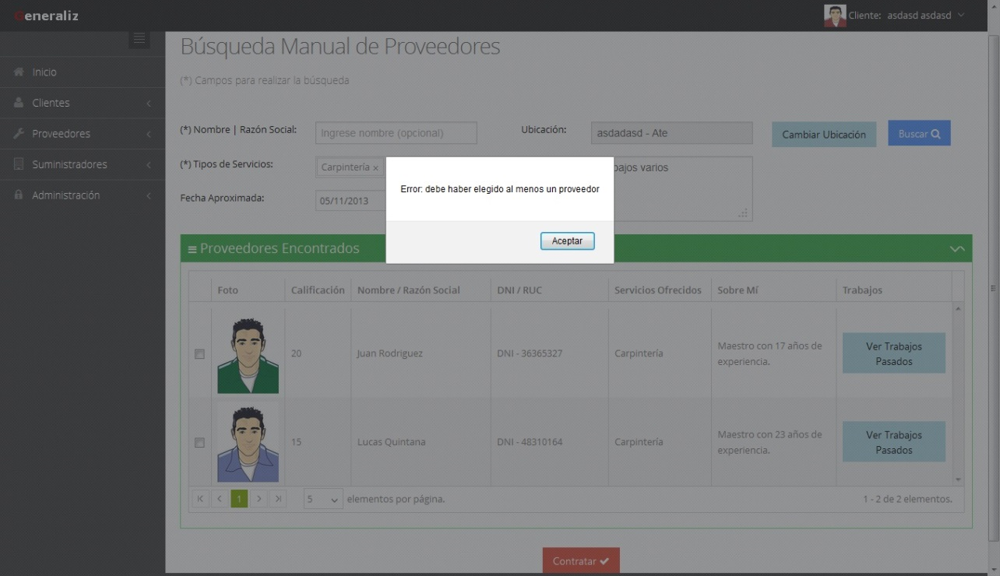 Generaliz
Cliente: asdasd asdasd
Inicio
Clientes
Proveedores
Suministradores
Administración
Búsqueda Manual de Proveedores
(*) Campos para realizar la búsqueda
(*) Nombre | Razón Social:
Ingrese nombre (opcional)
Ubicación:
asdadasd - Ate
Cambiar Ubicación
Buscar
(*) Tipos de Servicios:
Carpintería ×
bajos varios
Fecha Aproximada:
05/11/2013
Error: debe haber elegido al menos un proveedor
Aceptar
Proveedores Encontrados
Foto Calificación Nombre / Razón Social DNI / RUC Servicios Ofrecidos Sobre Mí Trabajos
20 Juan Rodriguez DNI - 36365327 Carpintería
Maestro con 17 años de
experiencia.
Ver Trabajos
Pasados
15 Lucas Quintana DNI - 48310164 Carpintería
Maestro con 23 años de
experiencia.
Ver Trabajos
Pasados
1
5
elementos por página.
1 - 2 de 2 elementos.
Contratar